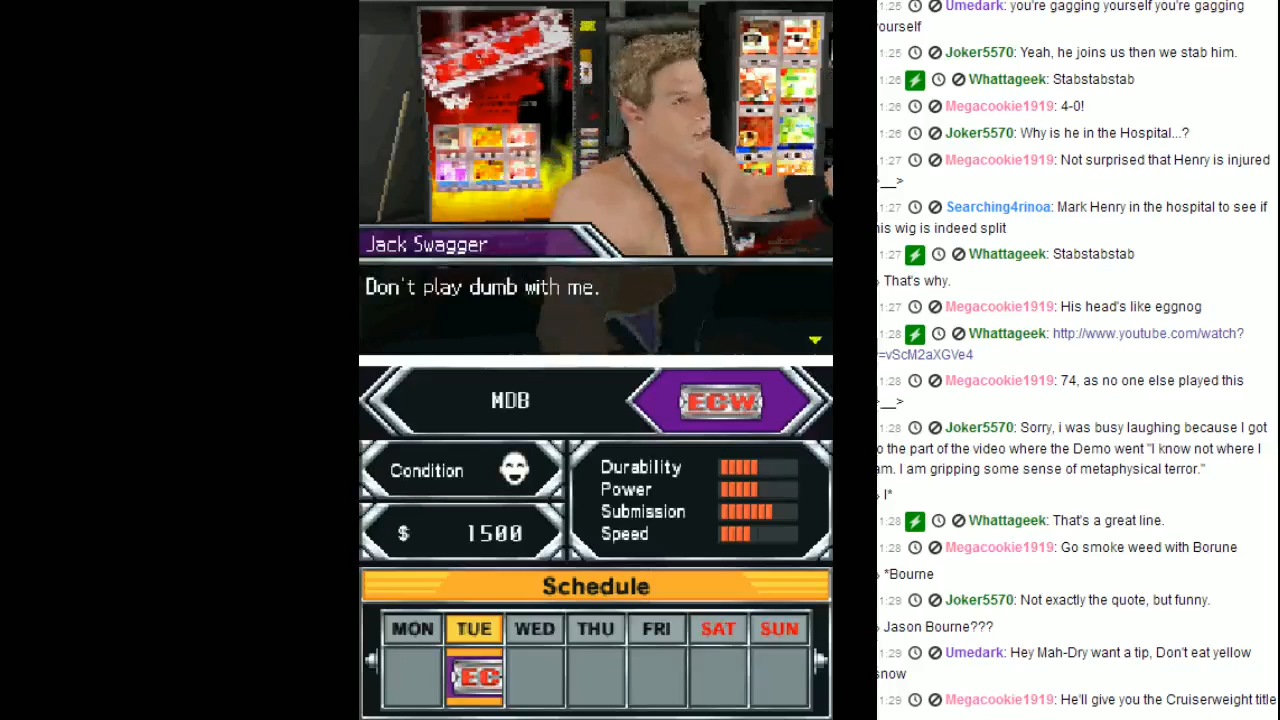 Jack Swagger
Don't play dumb with me.
MDB
ECW
Condition
$ 1500
Durability
Power
Submission
Speed
Schedule
MON TUE WED THU FRI SAT SUN
EC
1:25 Umedark: you're gagging yourself you're gagging
ourself
1:25 Joker5570: Yeah, he joins us then we stab him.
1:26 Whattageek: Stabstabstab
1:26 Megacookie1919: 4-0!
1:26 Joker5570: Why is he in the Hospital...?
1:27 Megacookie1919: Not surprised that Henry is injured
>__>
1:27 Searching4rinoa: Mark Henry in the hospital to see if
his wig is indeed split
1:27 Whattageek: Stabstabstab
› That's why.
1:27 Megacookie1919: His head's like eggnog
1:28 Whattageek: http://www.youtube.com/watch?
=vScM2aXGVe4
1:28 Megacookie1919: 74, as no one else played this
>__>
1:28 Joker5570: Sorry, i was busy laughing because I got
to the part of the video where the Demo went "I know not where I
am. I am gripping some sense of metaphysical terror."
› I*
1:28 Whattageek: That's a great line.
1:28 Megacookie1919: Go smoke weed with Borune
› *Bourne
1:29 Joker5570: Not exactly the quote, but funny.
› Jason Bourne???
1:29 Umedark: Hey Mah-Dry want a tip, Don't eat yellow
snow
1:29 Megacookie1919: He'll give you the Cruiserweight title